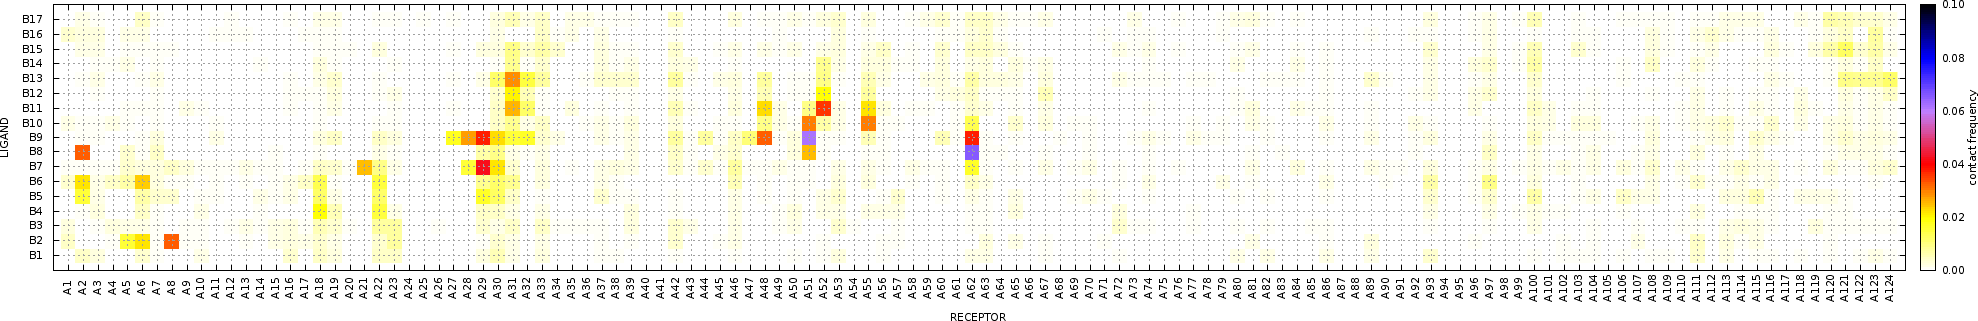 0.10
0.08
0.06
0.04
0.02
0.00
contact frequency
LIGAND
B17
B16
B15
B14
B13
B12
B11
B10
B9
B8
B7
B6
B5
B4
B3
B2
B1
A1 A2 A3 A4 A5 A6 A7 A8 A9 A10 A11 A12 A13 A14 A15 A16 A17 A18 A19 A20 A21 A22 A23 A24 A25 A26 A27 A28 A29 A30 A31 A32 A33 A34 A35 A36 A37 A38 A39 A40 A41 A42 A43 A44 A45 A46 A47 A48 A49 A50 A51 A52 A53 A54 A55 A56 A57 A58 A59 A60 A61 A62 A63 A64 A65 A66 A67 A68 A69 A70 A71 A72 A73 A74 A75 A76 A77 A78 A79 A80 A81 A82 A83 A84 A85 A86 A87 A88 A89 A90 A91 A92 A93 A94 A95 A96 A97 A98 A99 A100 A101 A102 A103 A104 A105 A106 A107 A108 A109 A110 A111 A112 A113 A114 A115 A116 A117 A118 A119 A120 A121 A122 A123 A124
RECEPTOR